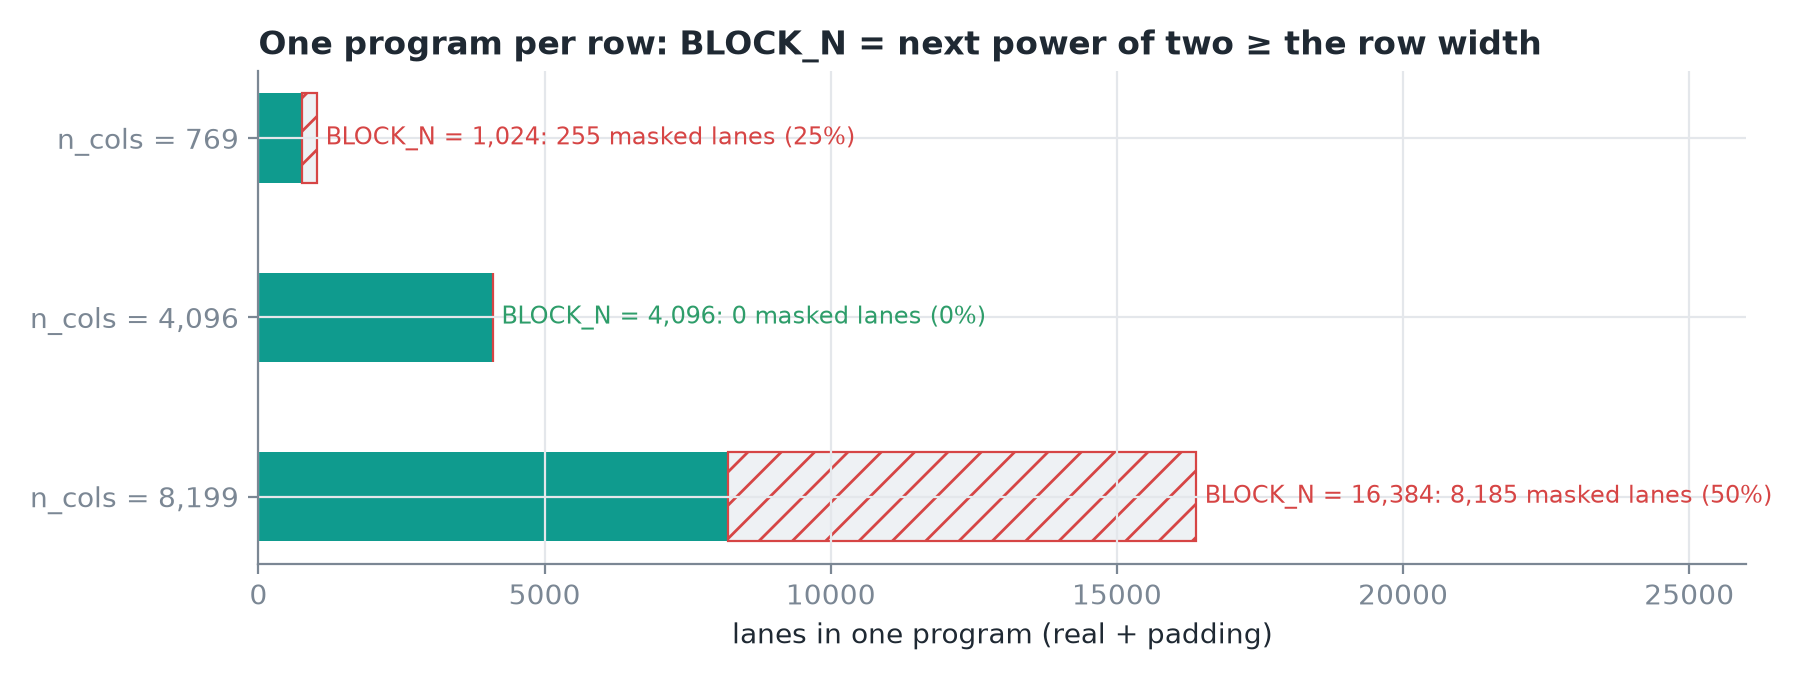 One program per row: BLOCK_N = next power of two ≥ the row width
n_cols = 769
BLOCK_N = 1,024: 255 masked lanes (25%)
n_cols = 4,096
BLOCK_N = 4,096: 0 masked lanes (0%)
n_cols = 8,199
BLOCK_N = 16,384: 8,185 masked lanes (50%)
0 5000 10000 15000 20000 25000
lanes in one program (real + padding)